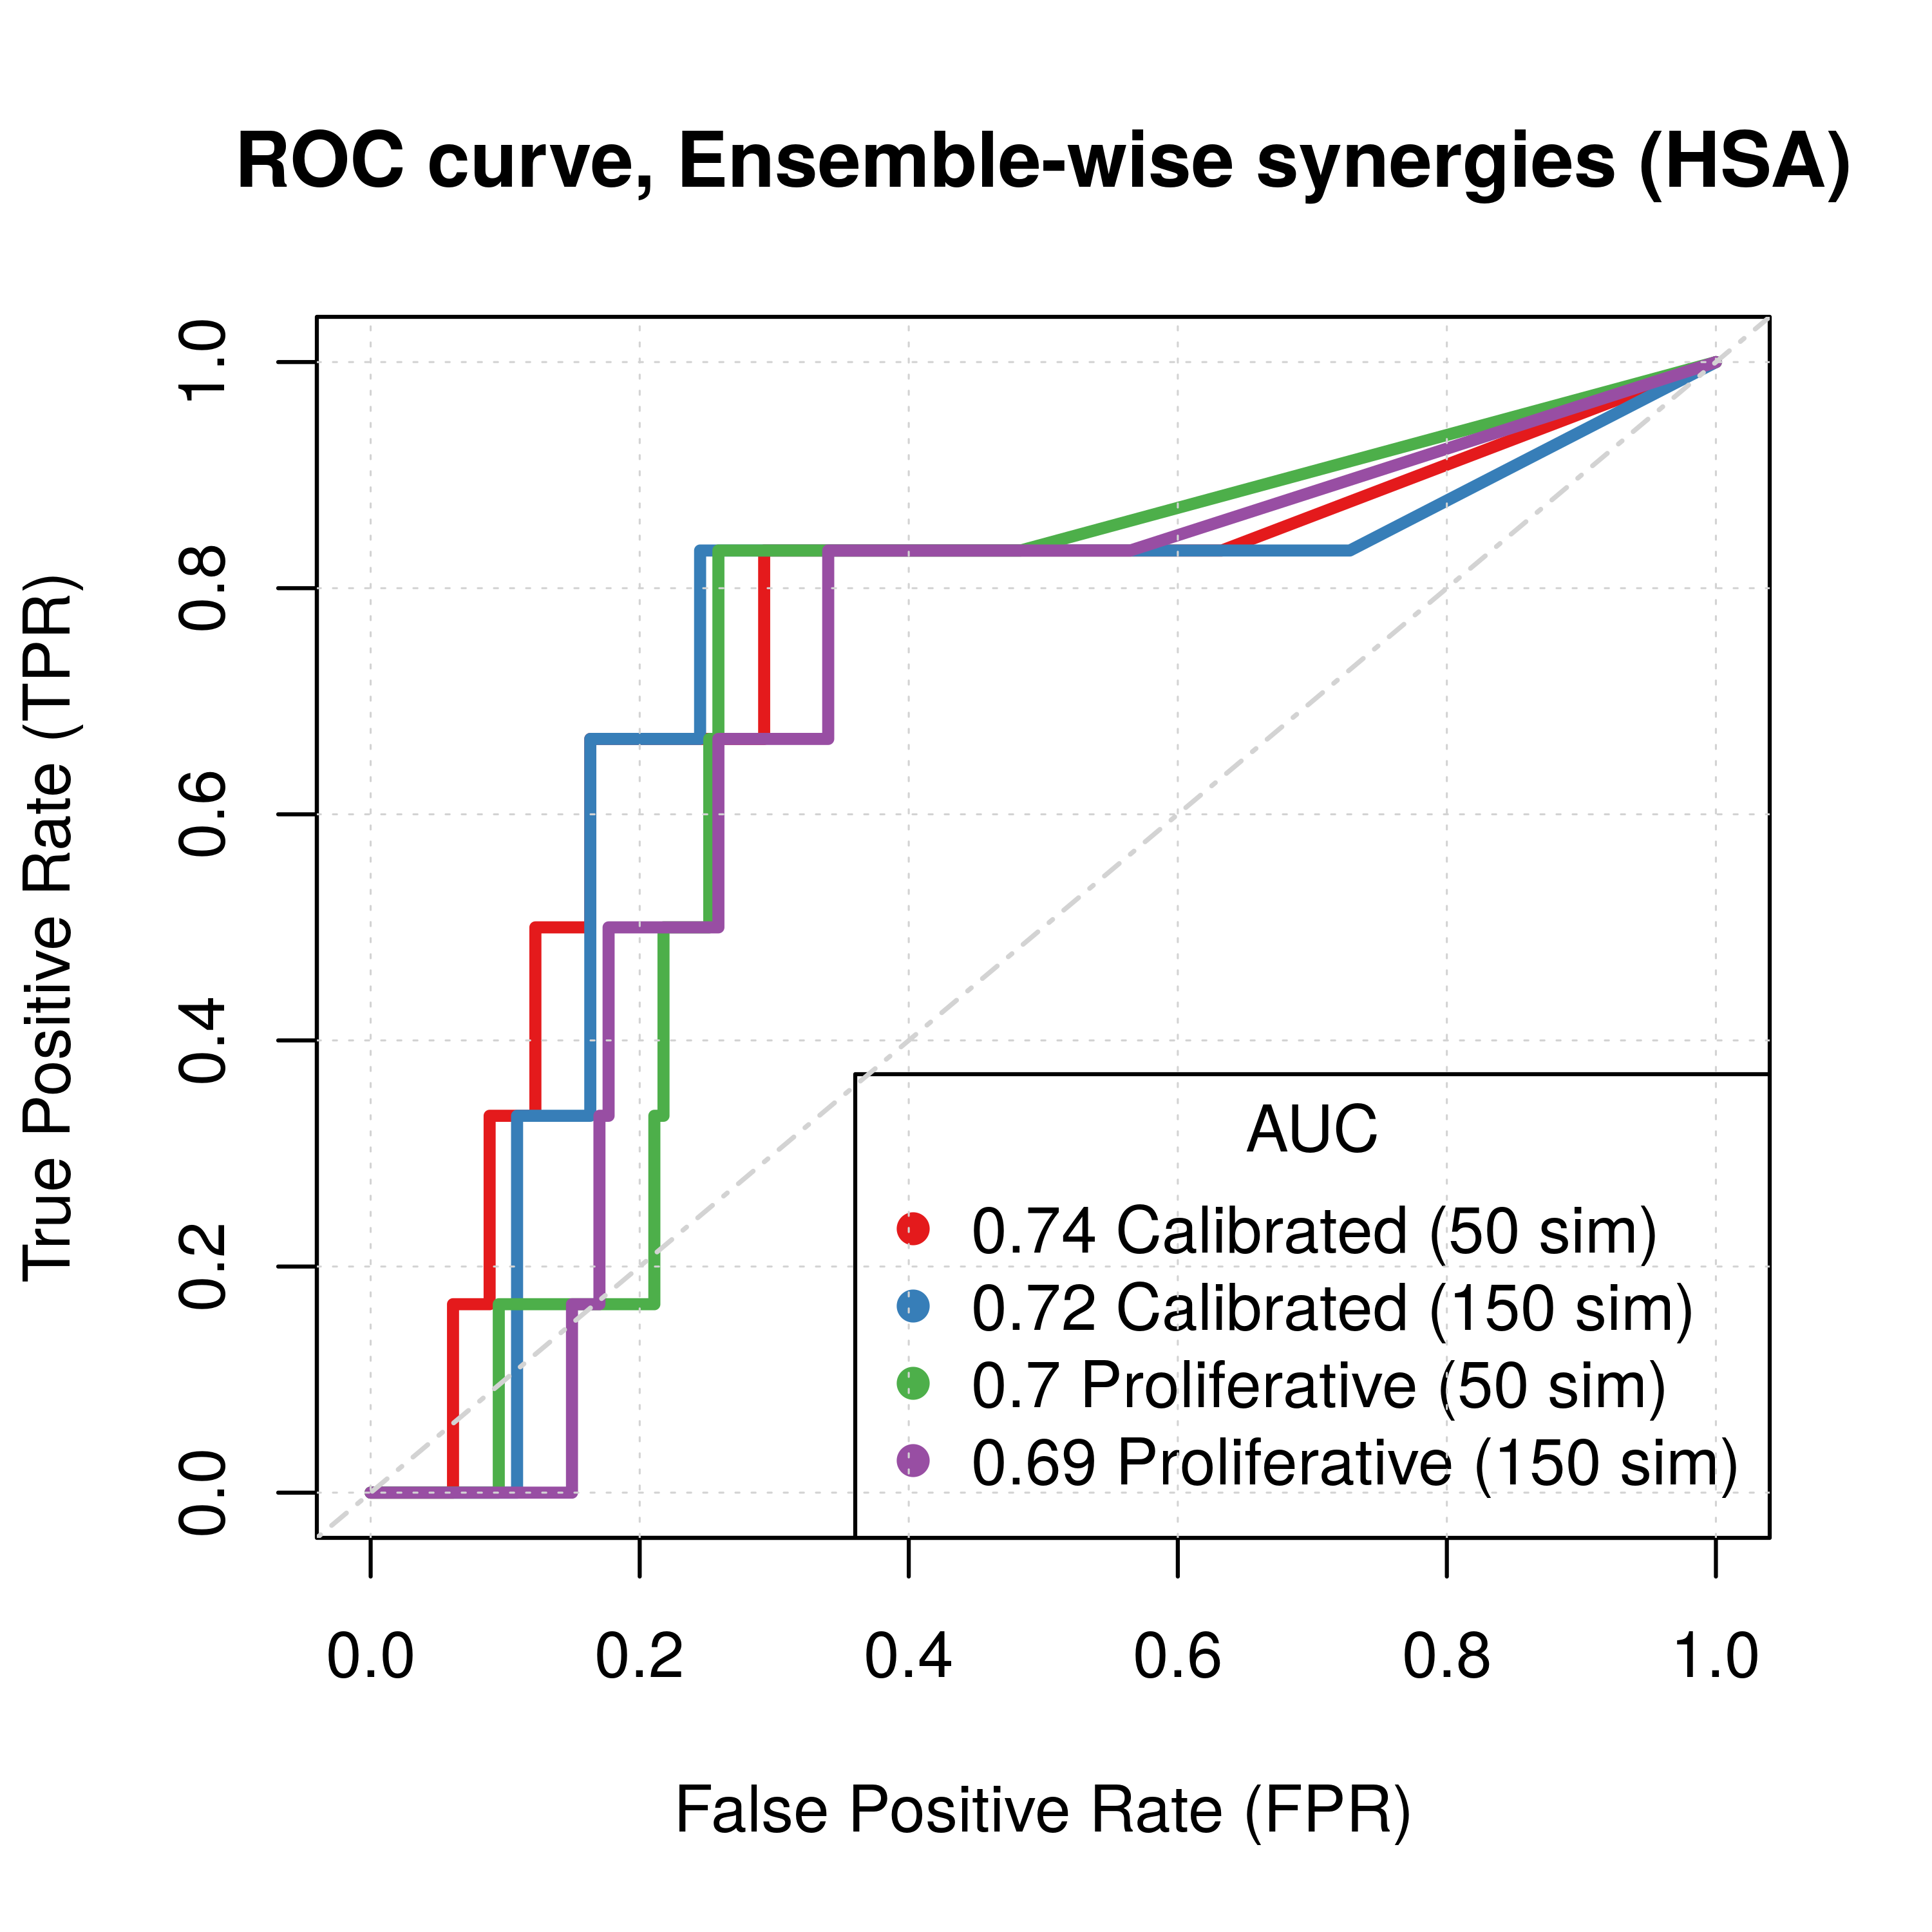 ROC curve, Ensemble-wise synergies (HSA)
True Positive Rate (TPR)
1.0
0.8
0.6
0.4
0.2
0.0
AUC
0.74 Calibrated (50 sim)
0.72 Calibrated (150 sim)
0.7 Proliferative (50 sim)
0.69 Proliferative (150 sim)
0.0 0.2 0.4 0.6 0.8 1.0
False Positive Rate (FPR)